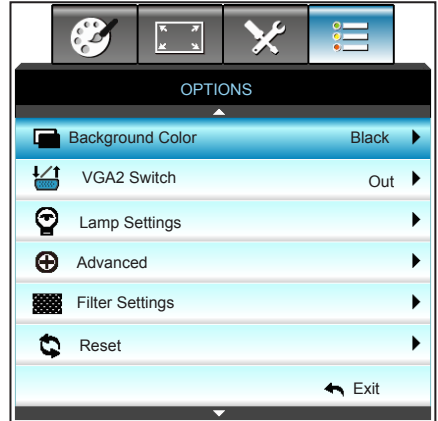 OPTIONS
Background Color Black
VGA2 Switch Out
Lamp Settings
Advanced
Filter Settings
Reset
Exit